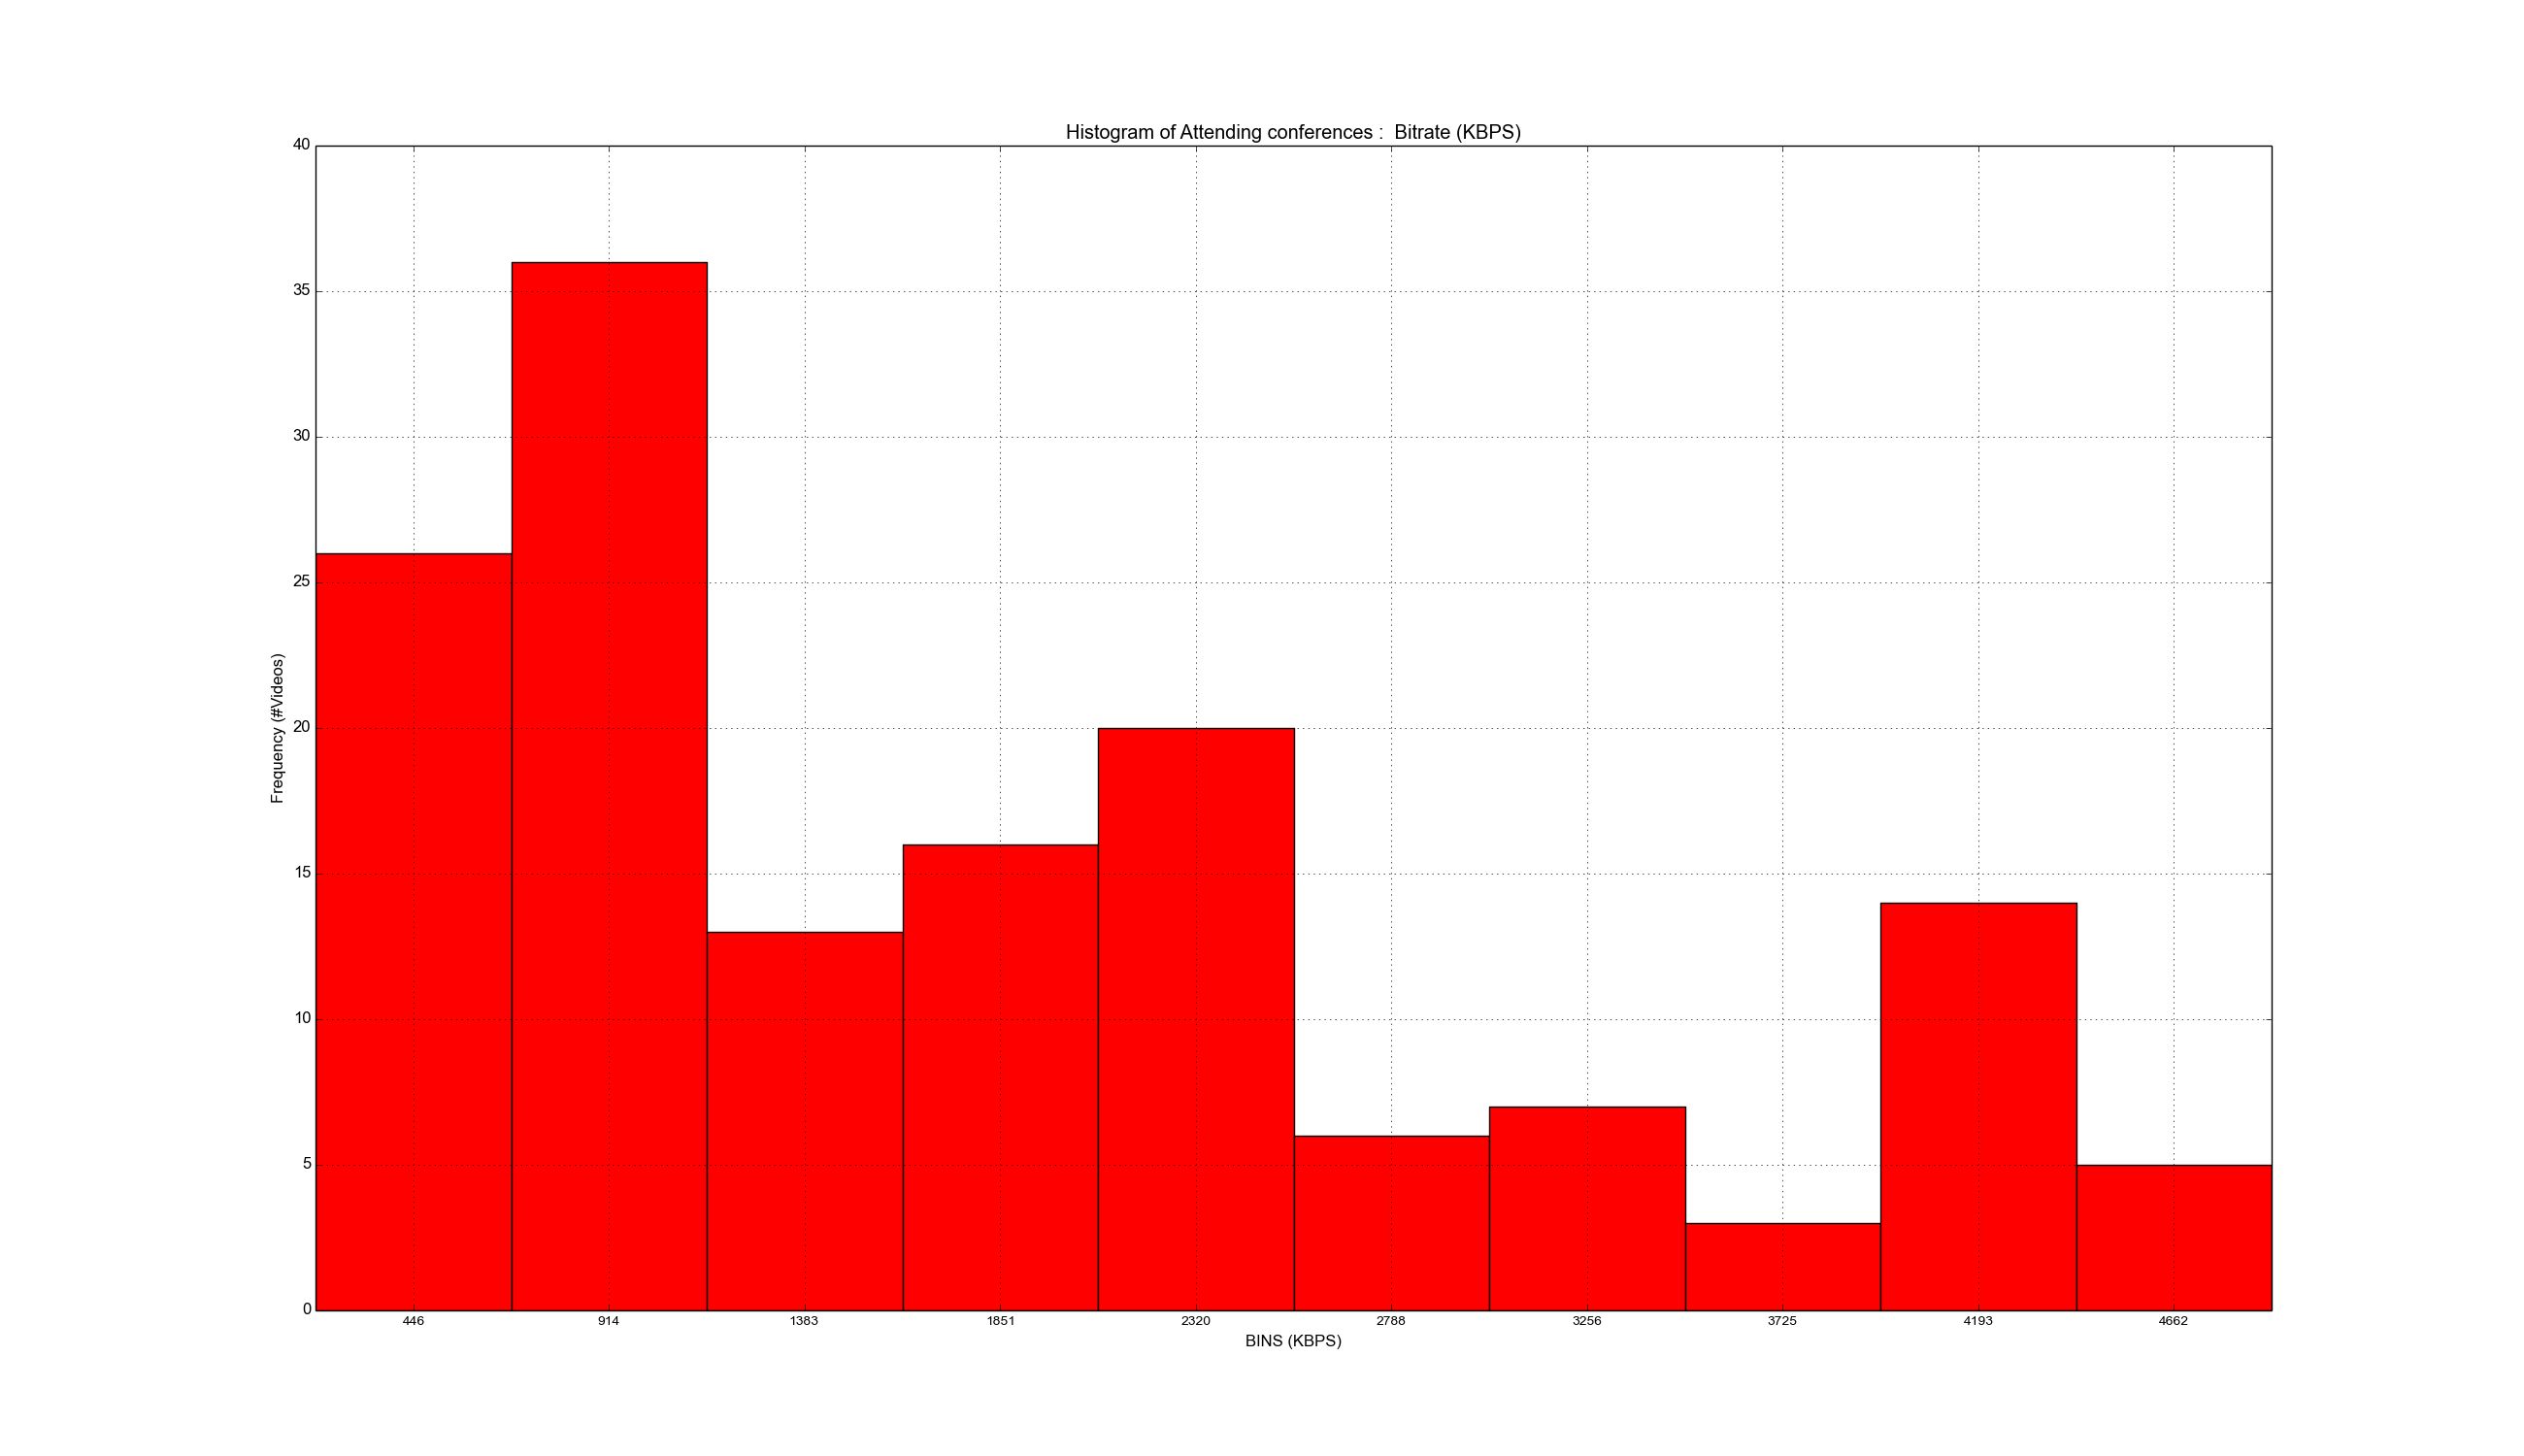 Histogram of Attending conferences :  Bitrate (KBPS)
40
35
30
25
20
15
10
5
0
Frequency (#Videos)
446 914 1383 1851 2320 2788 3256 3725 4193 4662
BINS (KBPS)